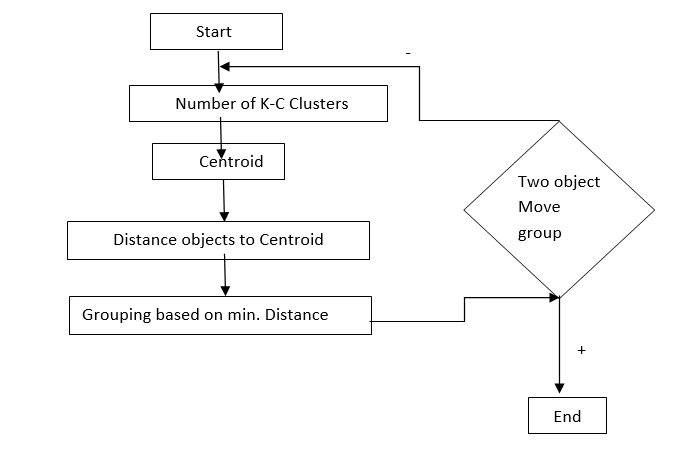 Start
-
Number of K-C Clusters
Centroid
Two object
Move
group
Distance objects to Centroid
Grouping based on min. Distance
+
End